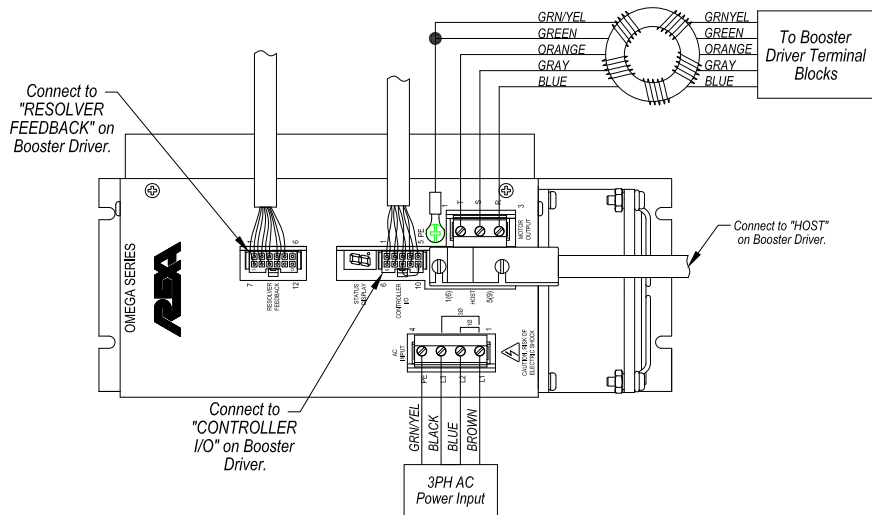 GRN/YEL
GREEN
ORANGE
GRAY
BLUE
GRNYEL
GREEN
ORANGE
GRAY
BLUE
To Booster
Driver Terminal
Blocks
Connect to
"RESOLVER
FEEDBACK" on
Booster Driver.
OMEGA SERIES
REXA
1
6
7
12
RESOLVER
FEEDBACK
STATUS
DISPLAY
1
5
6
10
CONTROLLER
I/O
PE
1
T
S
R
3
MOTOR
OUTPUT
1(6)
HOST
5(9)
Connect to "HOST"
on Booster Driver.
3Ø
1Ø
4
1
AC
INPUT
PE
L3
L2
L1
CAUTION, RISK OF
ELECTRIC SHOCK
Connect to
"CONTROLLER
I/O" on Booster
Driver.
GRN/YEL
BLACK
BLUE
BROWN
3PH AC
Power Input